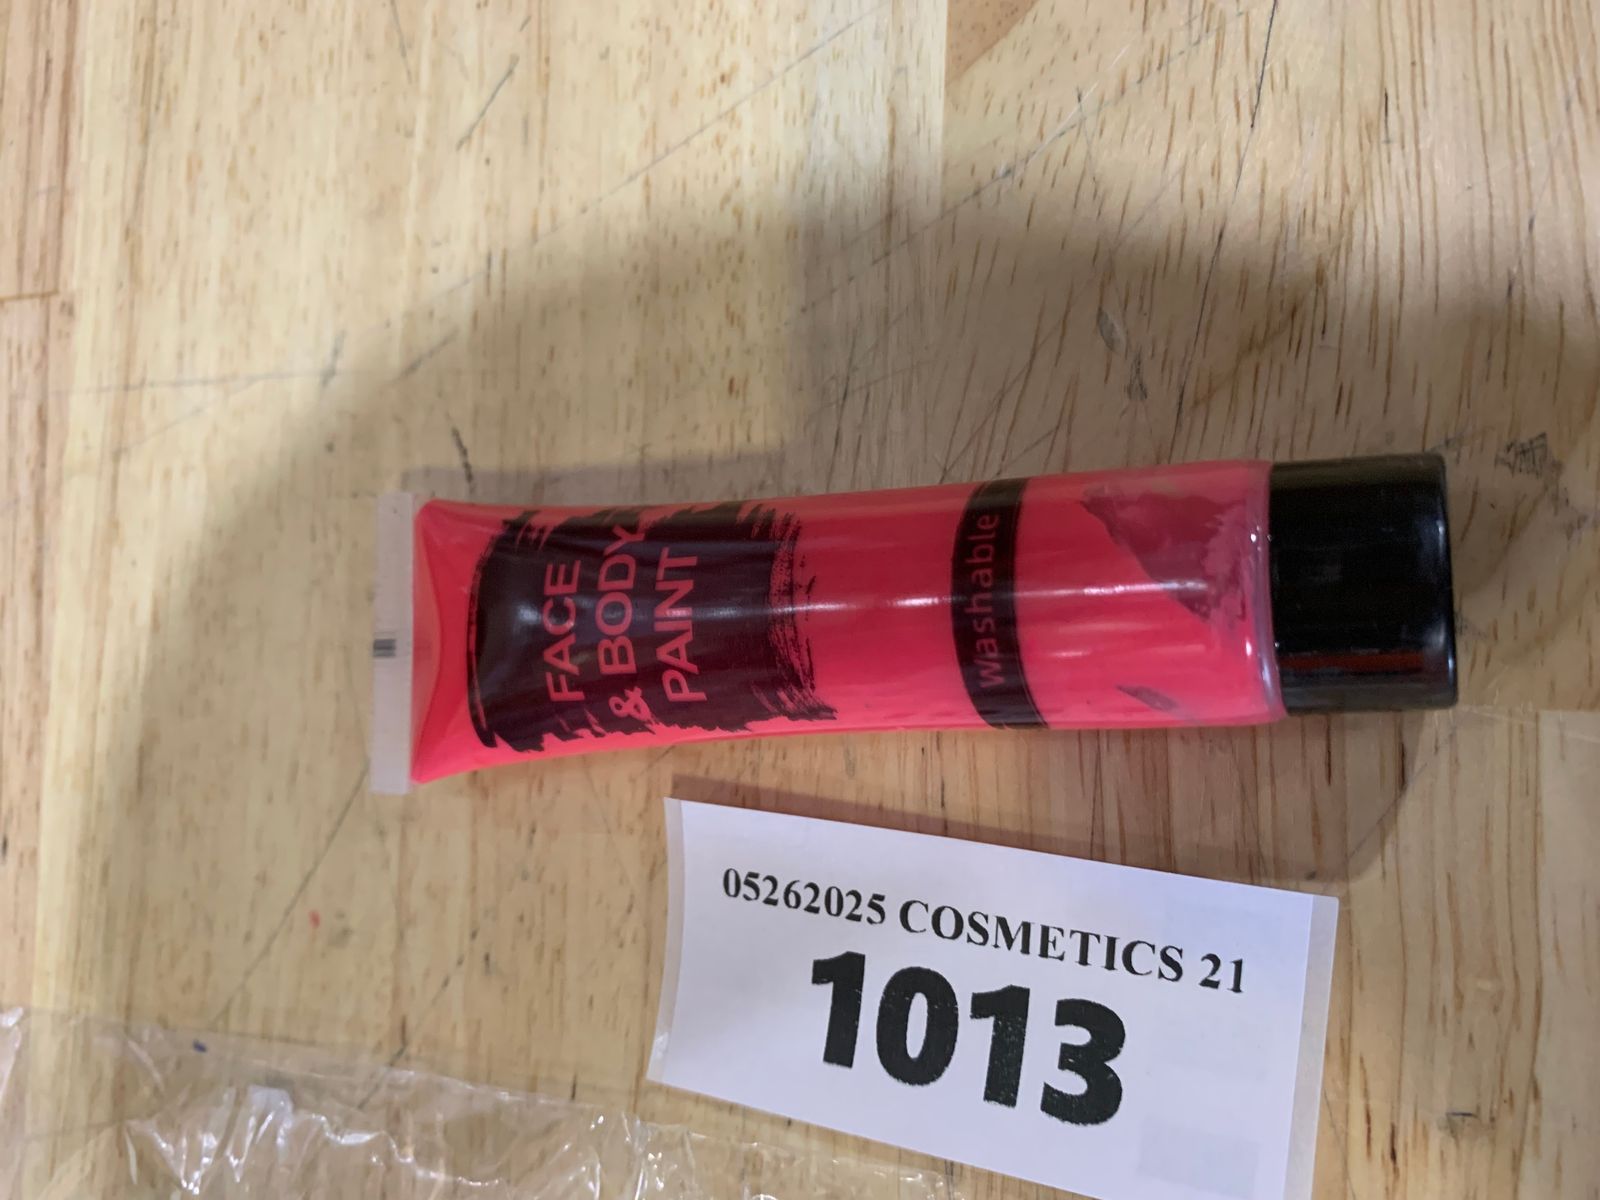 FACE
& BODY
PAINT
washable
05262025 COSMETICS 21
1013